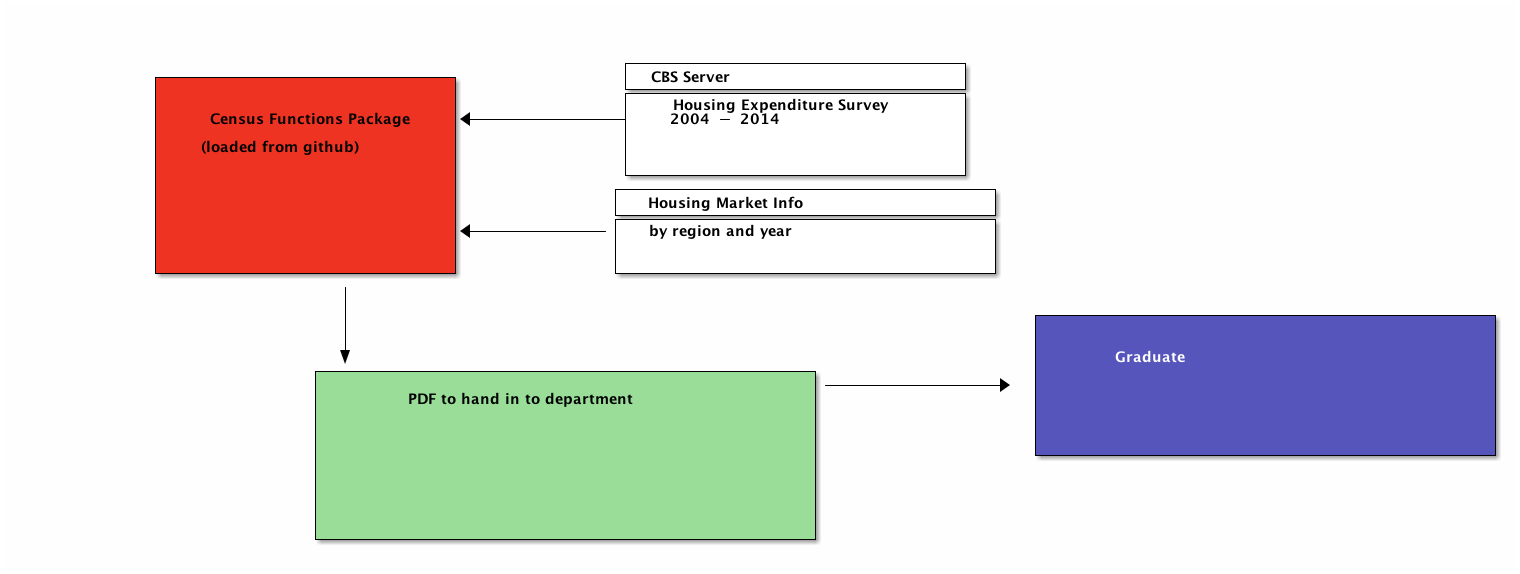 CBS Server
Housing Expenditure Survey
2004 — 2014
Census Functions Package
(loaded from github)
Housing Market Info
by region and year
Graduate
PDF to hand in to department